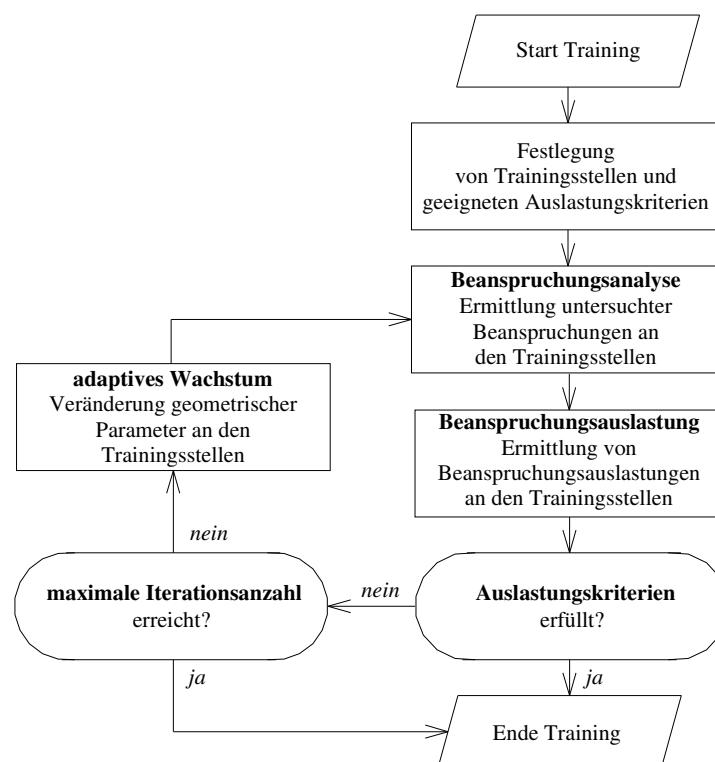 Start Training
Festlegung
von Trainingsstellen und
geeigneten Auslastungskriterien
Beanspruchungsanalyse
Ermittlung untersuchter
Beanspruchungen an
den Trainingsstellen
adaptives Wachstum
Veränderung geometrischer
Parameter an den
Trainingsstellen
Beanspruchungsauslastung
Ermittlung von
Beanspruchungsauslastungen
an den Trainingsstellen
nein
maximale Iterationsanzahl
erreicht?
nein
Auslastungskriterien
erfüllt?
ja
ja
Ende Training